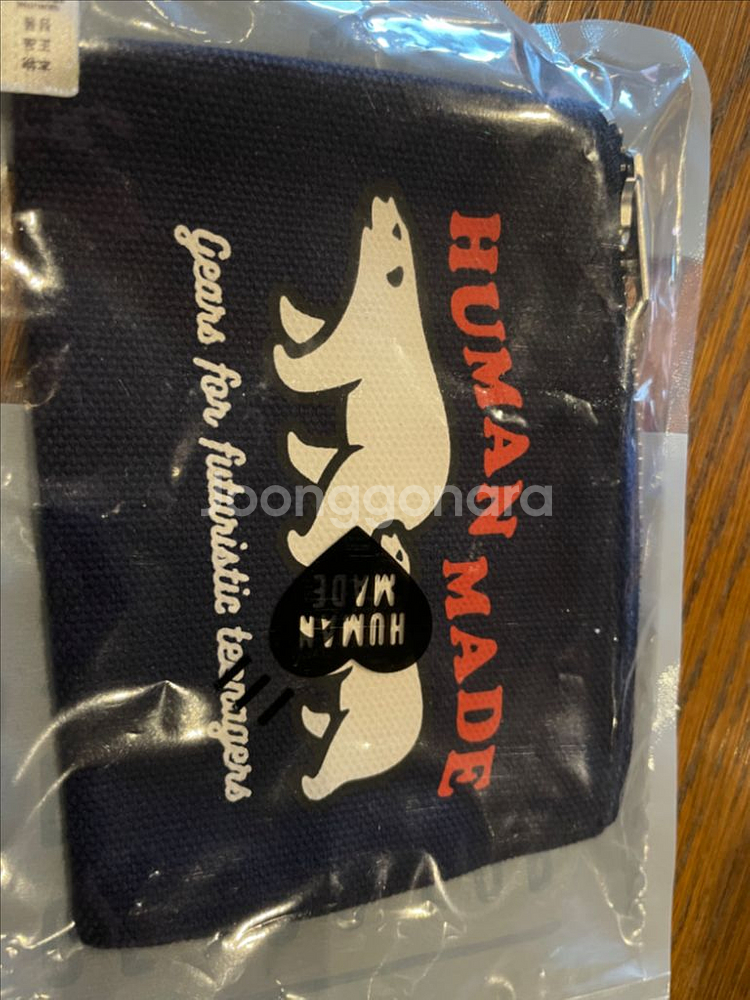 HUMAN MADE
Gears for futuristic teenagers
HUMAN
MADE
joonggonara